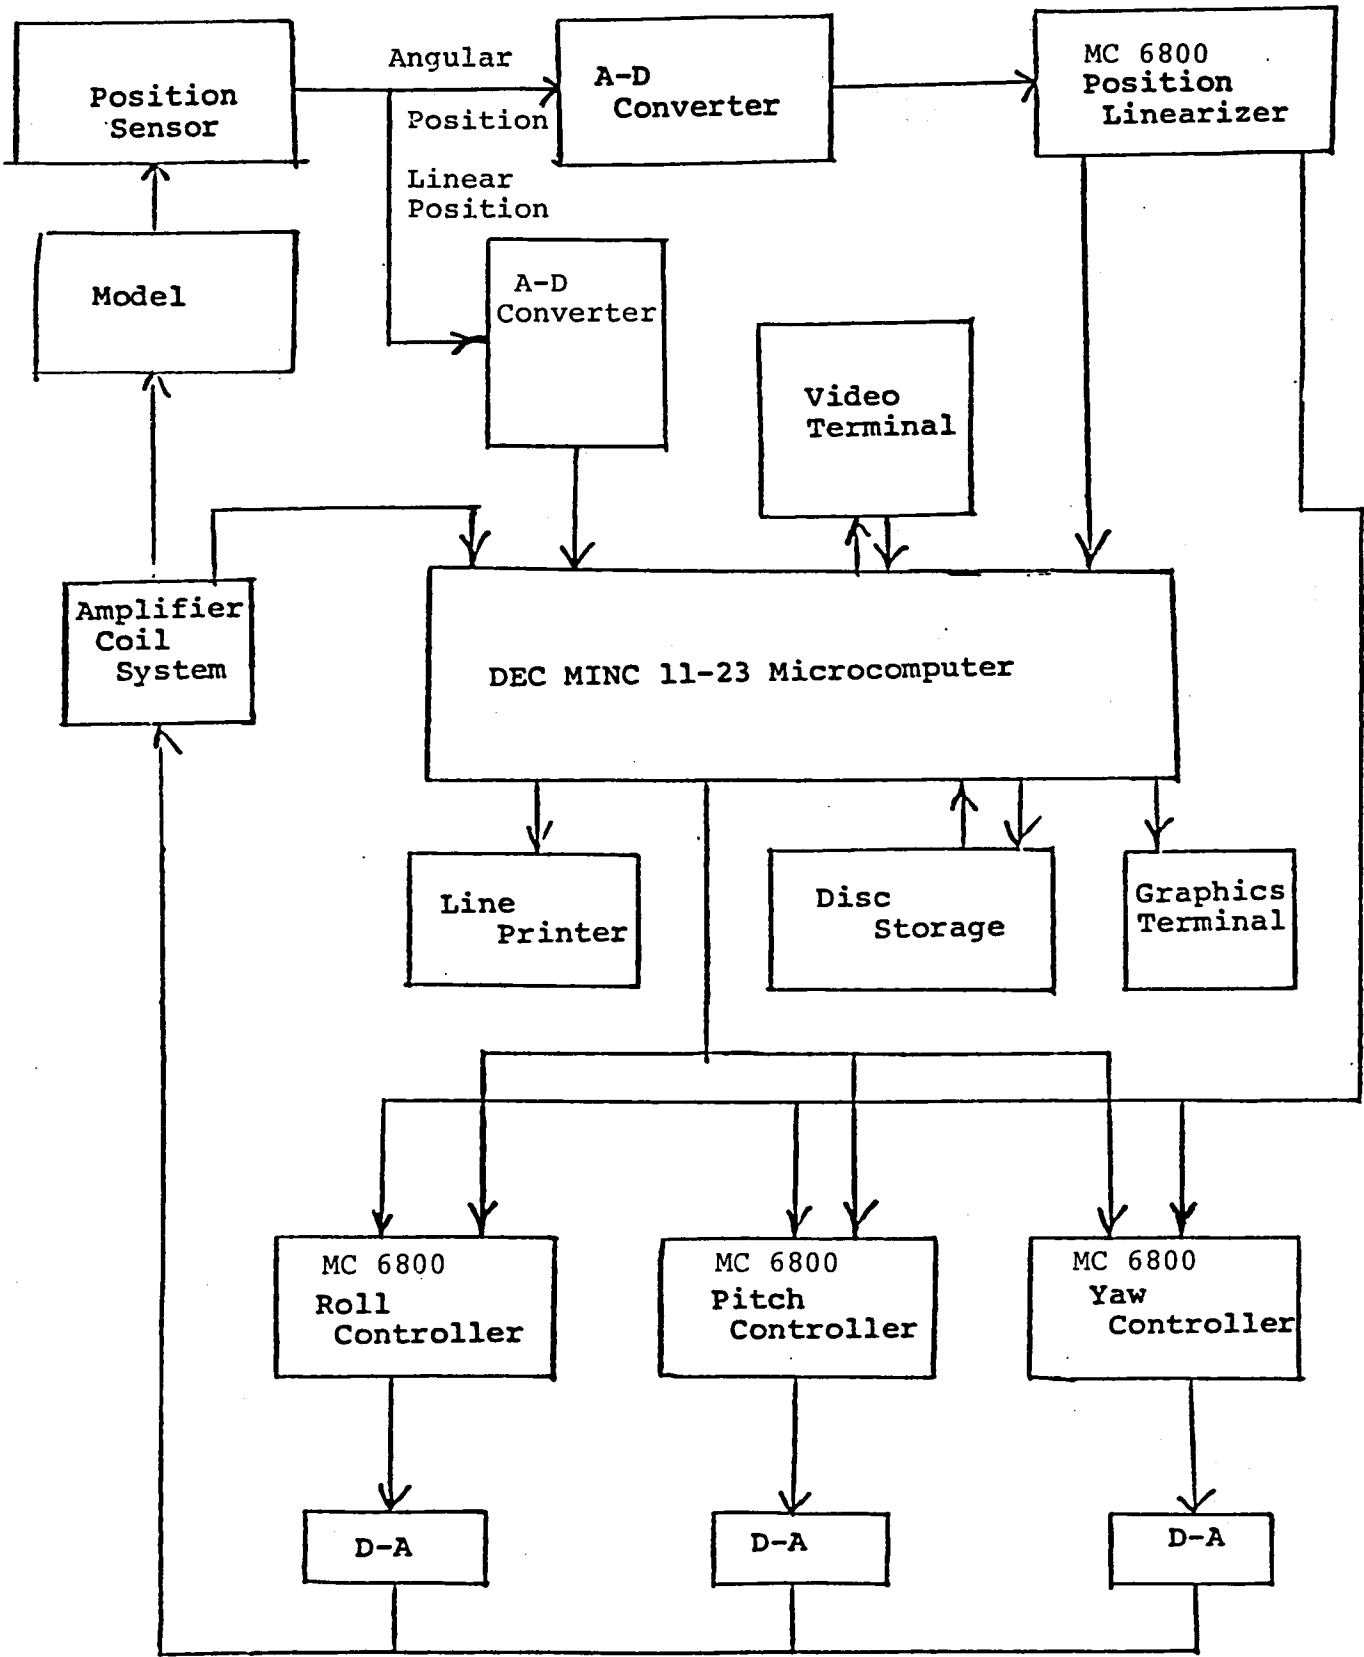 Position
Sensor
Angular
Position
Linear
Position
A-D
Converter
MC 6800
Position
Linearizer
Model
A-D
Converter
Video
Terminal
Amplifier
Coil
System
DEC MINC 11-23 Microcomputer
Line
Printer
Disc
Storage
Graphics
Terminal
MC 6800
Roll
Controller
MC 6800
Pitch
Controller
MC 6800
Yaw
Controller
D-A
D-A
D-A